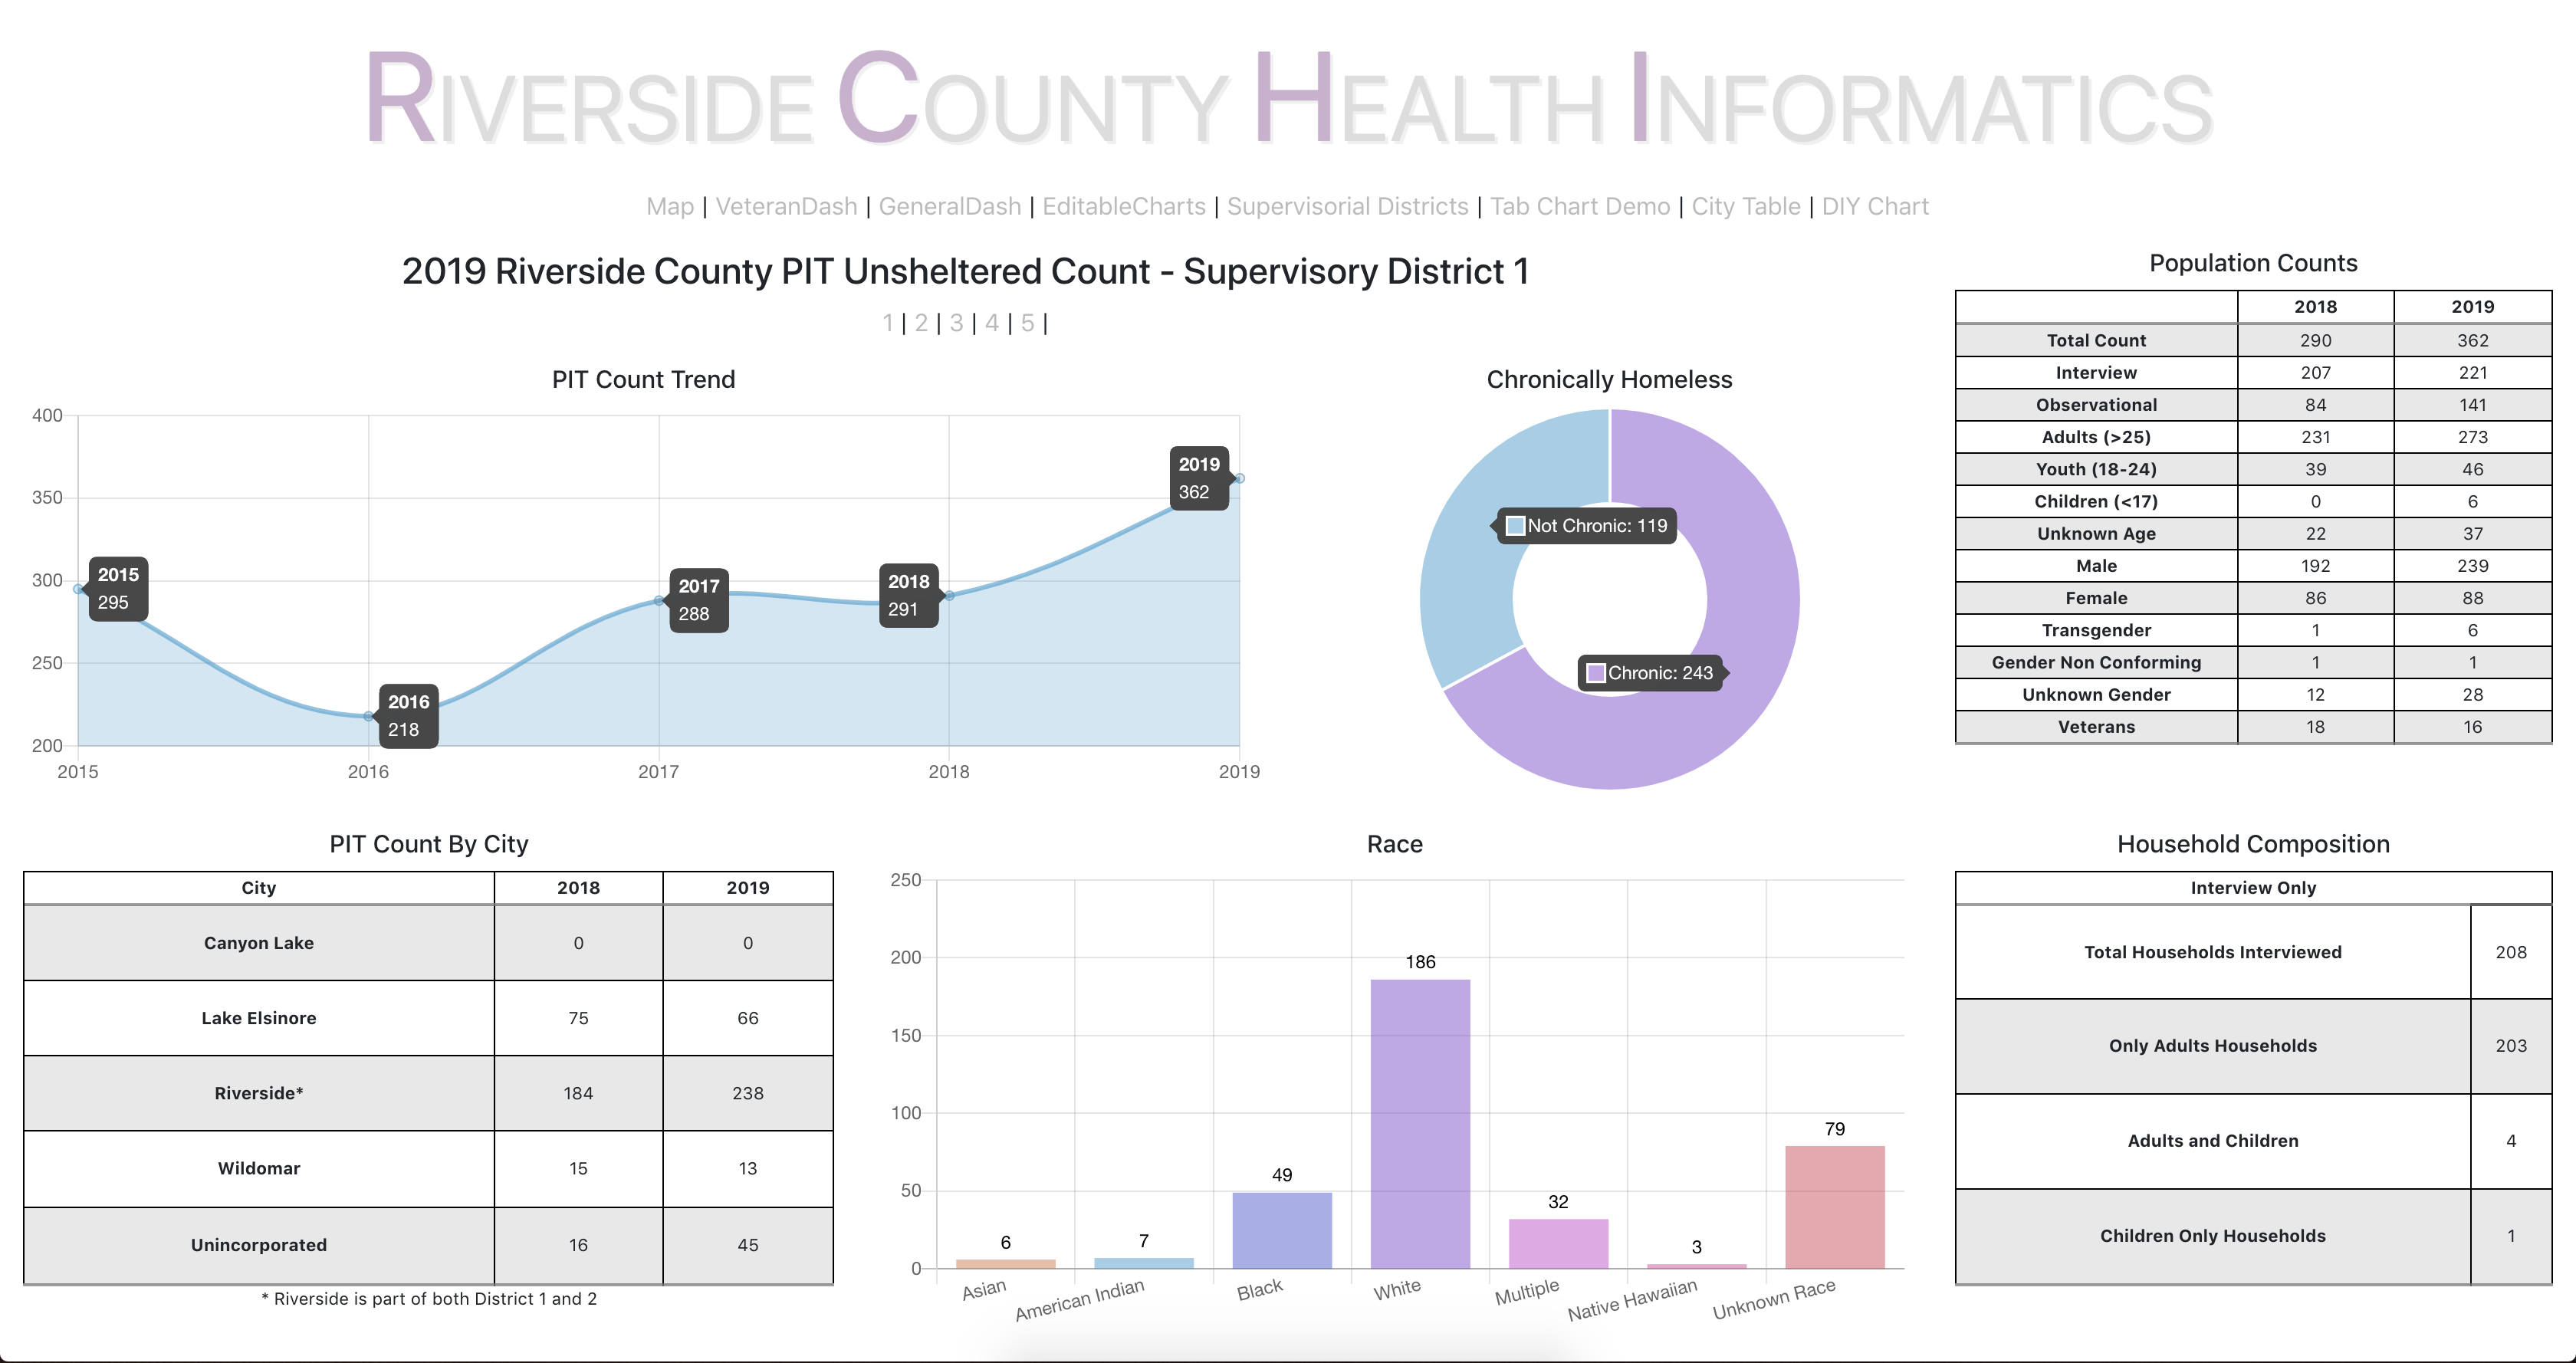 Riverside County Health Informatics
Map | VeteranDash | GeneralDash | EditableCharts | Supervisorial Districts | Tab Chart Demo | City Table | DIY Chart
2019 Riverside County PIT Unsheltered Count - Supervisory District 1
1 | 2 | 3 | 4 | 5 |
PIT Count Trend
400
350
300
250
200
2015
295
2016
218
2017
288
2018
291
2019
362
2015 2016 2017 2018 2019
Chronically Homeless
Not Chronic: 119
Chronic: 243
Population Counts
2018 2019
Total Count 290 362
Interview 207 221
Observational 84 141
Adults (>25) 231 273
Youth (18-24) 39 46
Children (<17) 0 6
Unknown Age 22 37
Male 192 239
Female 86 88
Transgender 1 6
Gender Non Conforming 1 1
Unknown Gender 12 28
Veterans 18 16
PIT Count By City
City 2018 2019
Canyon Lake 0 0
Lake Elsinore 75 66
Riverside* 184 238
Wildomar 15 13
Unincorporated 16 45
* Riverside is part of both District 1 and 2
Race
250
200
150
100
50
0
6 7 49 186 32 3 79
Asian American Indian Black White Multiple Native Hawaiian Unknown Race
Household Composition
Interview Only
Total Households Interviewed 208
Only Adults Households 203
Adults and Children 4
Children Only Households 1